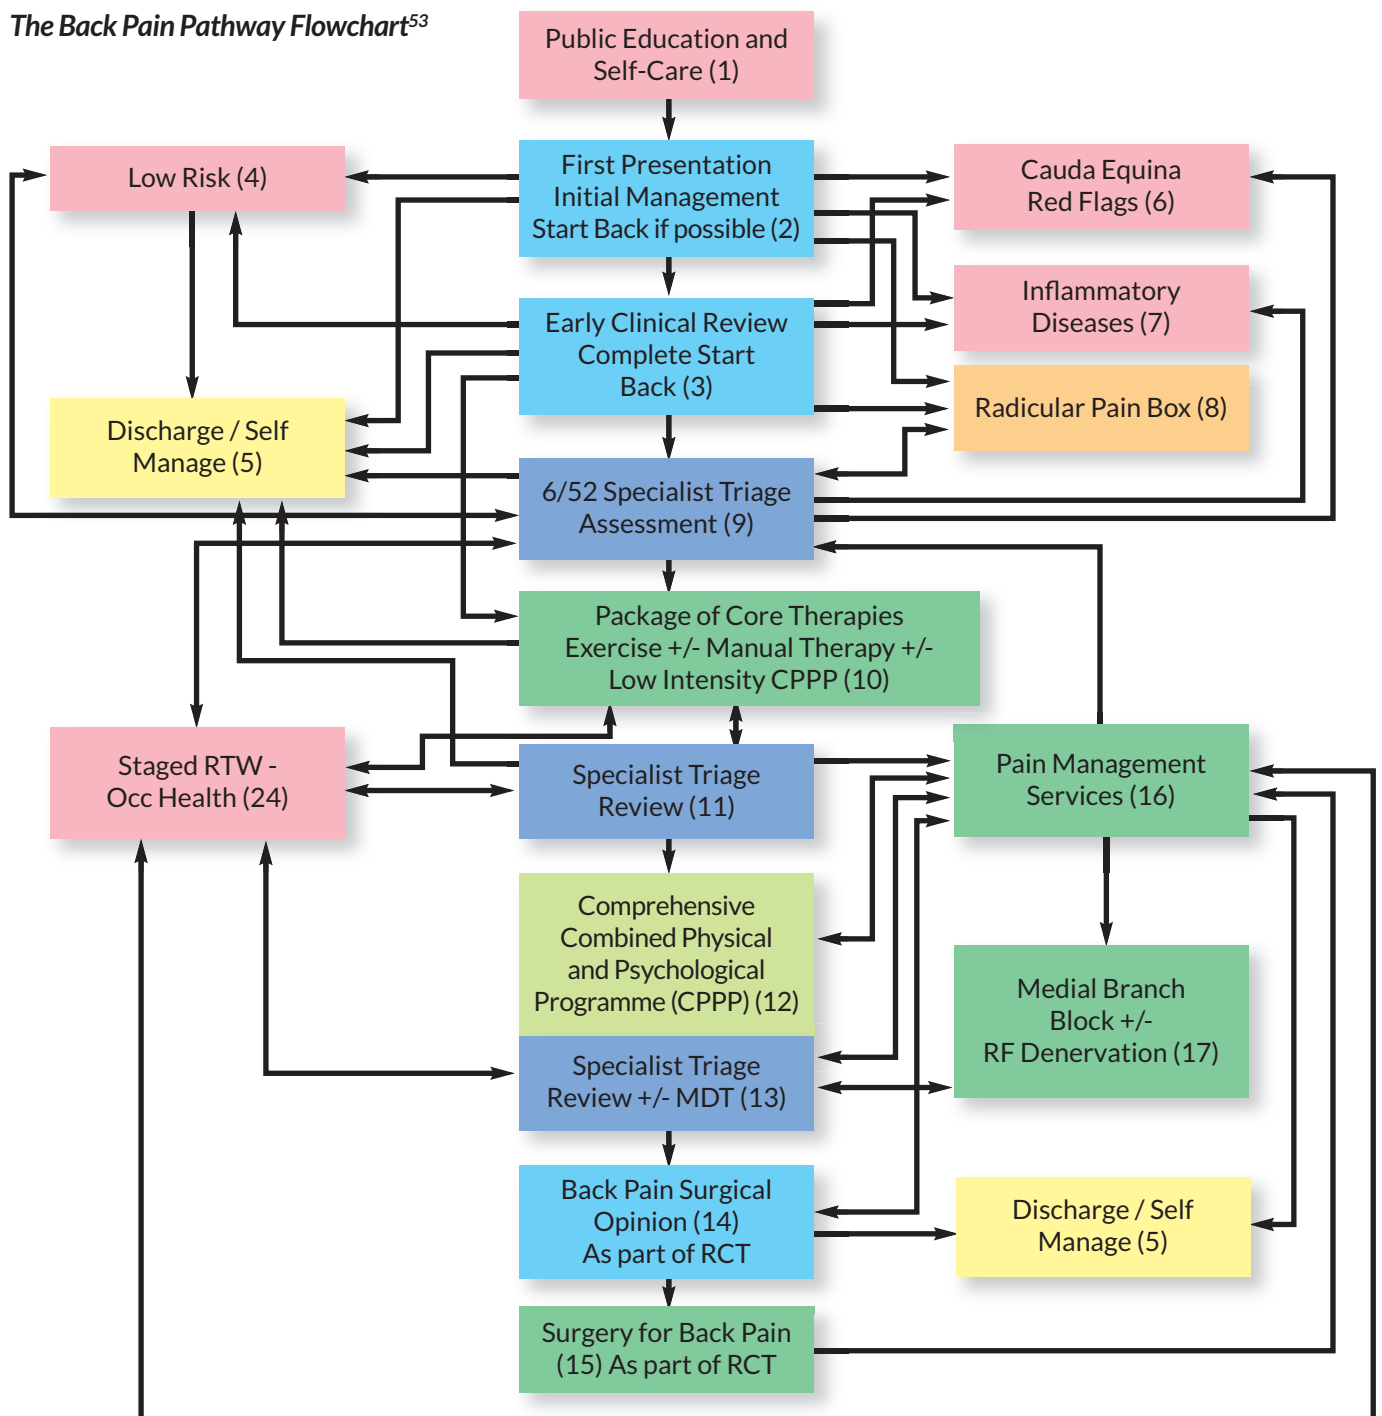 The Back Pain Pathway Flowchart53
Public Education and
Self-Care (1)
First Presentation
Initial Management
Start Back if possible (2)
Low Risk (4)
Cauda Equina
Red Flags (6)
Early Clinical Review
Complete Start
Back (3)
Inflammatory
Diseases (7)
Radicular Pain Box (8)
Discharge / Self
Manage (5)
6/52 Specialist Triage
Assessment (9)
Package of Core Therapies
Exercise +/- Manual Therapy +/-
Low Intensity CPPP (10)
Staged RTW -
Occ Health (24)
Specialist Triage
Review (11)
Pain Management
Services (16)
Comprehensive
Combined Physical
and Psychological
Programme (CPPP) (12)
Medial Branch
Block +/-
RF Denervation (17)
Specialist Triage
Review +/- MDT (13)
Back Pain Surgical
Opinion (14)
As part of RCT
Discharge / Self
Manage (5)
Surgery for Back Pain
(15) As part of RCT